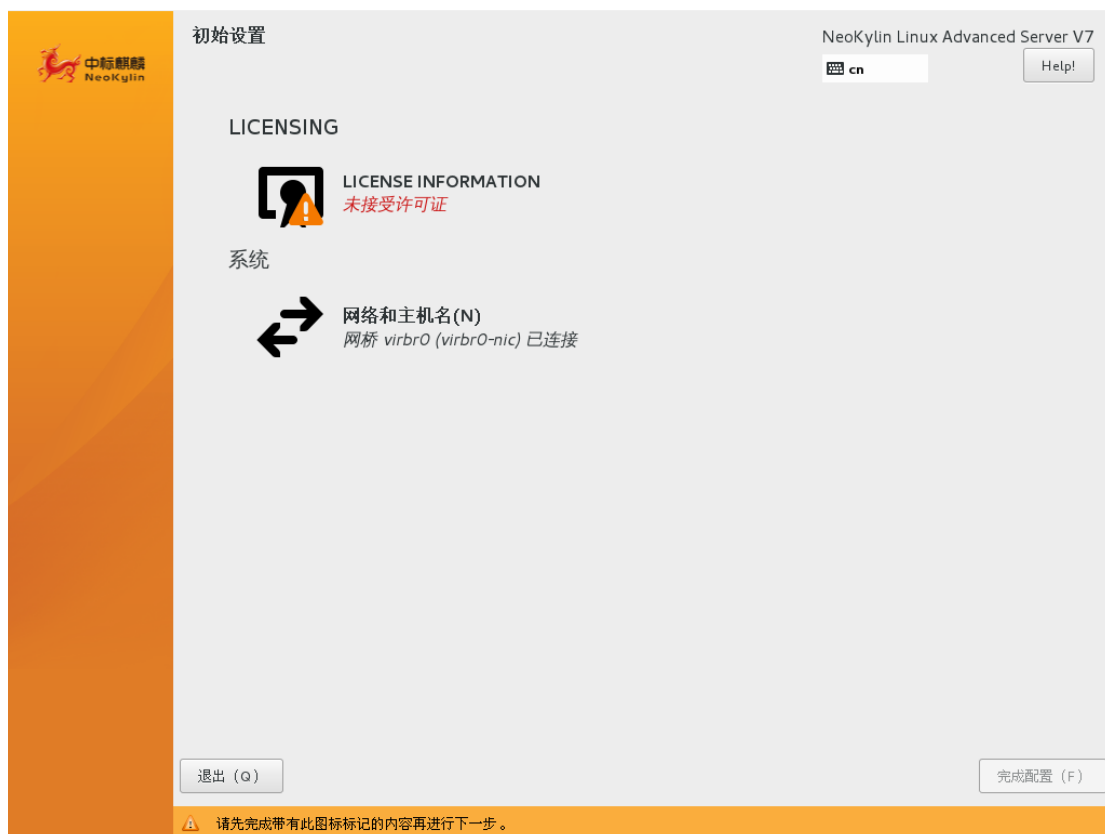 中标麒麟
NeoKylin
初始设置
NeoKylin Linux Advanced Server V7
cn
Help!
LICENSING
LICENSE INFORMATION
未接受许可证
系统
网络和主机名(N)
网桥 virbr0 (virbr0-nic) 已连接
退出（Q）
完成配置（F）
请先完成带有此图标标记的内容再进行下一步。